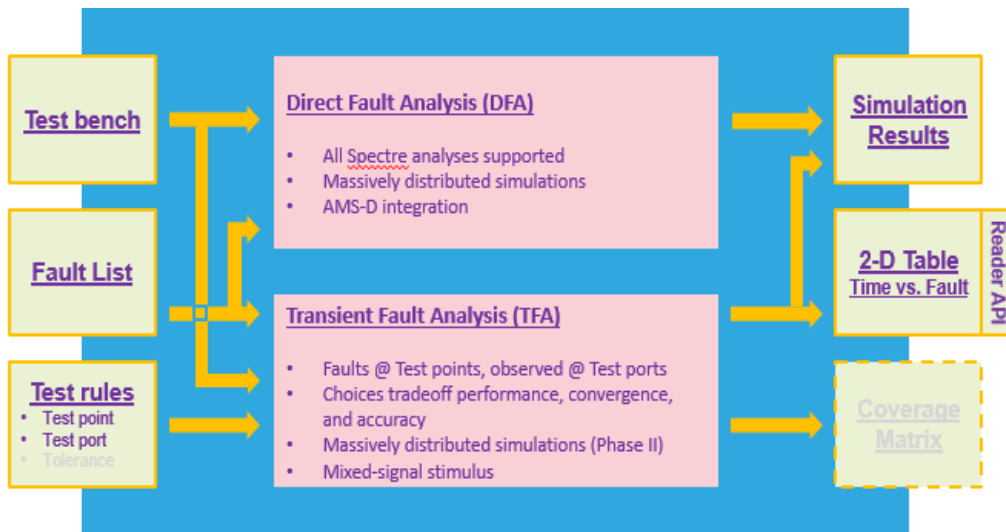 Test bench
Fault List
Test rules
• Test point
• Test port
• Tolerance
Direct Fault Analysis (DFA)
• All Spectre analyses supported
• Massively distributed simulations
• AMS-D integration
Transient Fault Analysis (TFA)
• Faults @ Test points, observed @ Test ports
• Choices tradeoff performance, convergence,
and accuracy
• Massively distributed simulations (Phase II)
• Mixed-signal stimulus
Simulation
Results
2-D Table
Time vs. Fault
Reader API
Coverage
Matrix